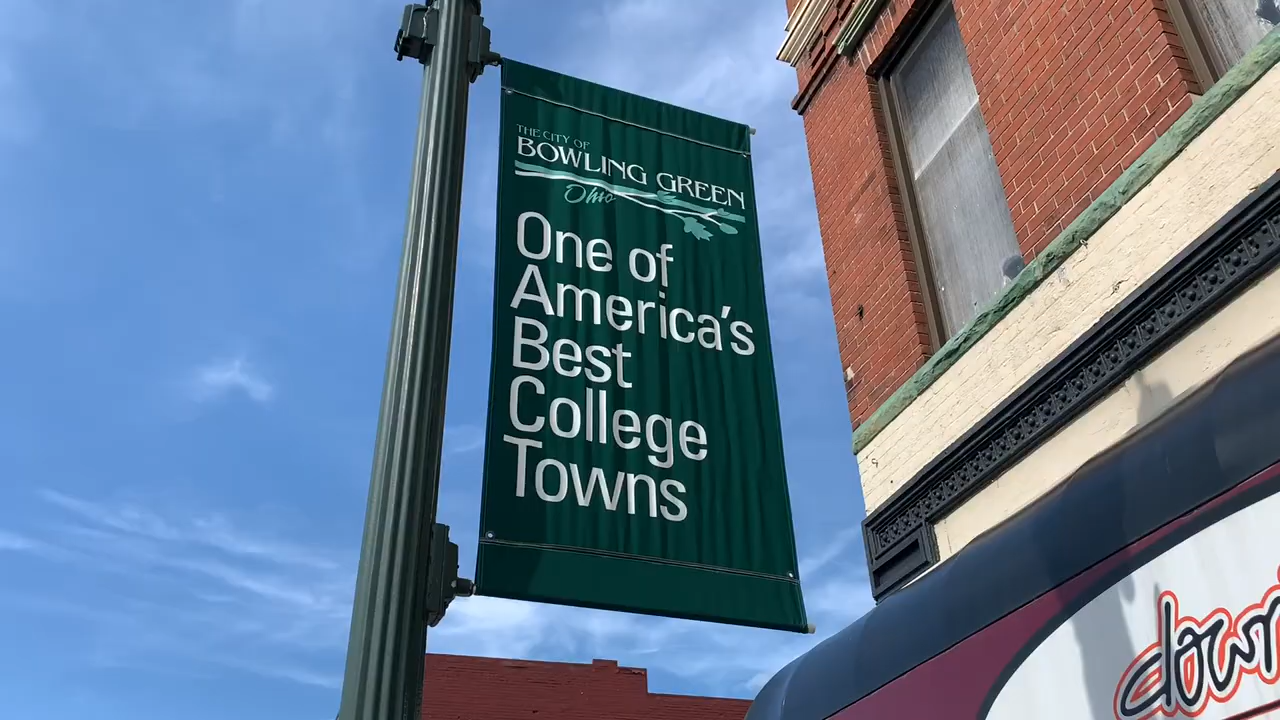 THE CITY OF
BOWLING GREEN
Ohio
One of
America's
Best
College
Towns